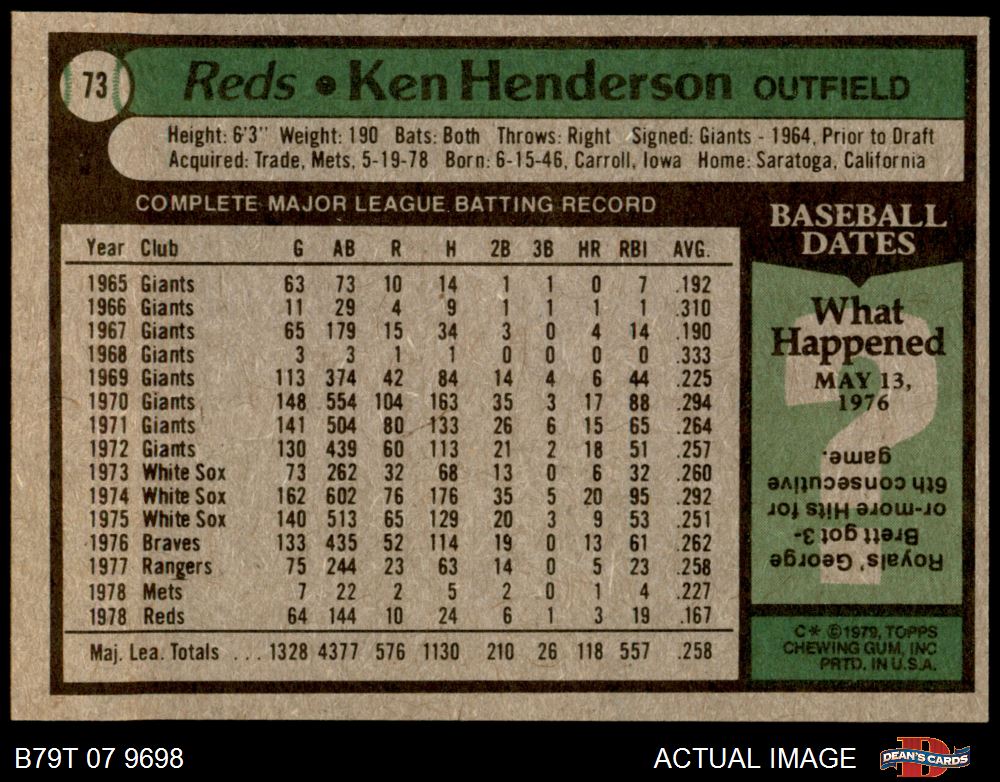 73
Reds • Ken Henderson OUTFIELD
Height: 6'3" Weight: 190 Bats: Both Throws: Right Signed: Giants - 1964, Prior to Draft
Acquired: Trade, Mets, 5-19-78 Born: 6-15-46, Carroll, Iowa Home: Saratoga, California
COMPLETE MAJOR LEAGUE BATTING RECORD
Year Club G AB R H 2B 3B HR RBI AVG.
1965 Giants 63 73 10 14 1 1 0 7 .192
1966 Giants 11 29 4 9 1 1 1 1 .310
1967 Giants 65 179 15 34 3 0 4 14 .190
1968 Giants 3 3 1 1 0 0 0 0 .333
1969 Giants 113 374 42 84 14 4 6 44 .225
1970 Giants 148 554 104 163 35 3 17 88 .294
1971 Giants 141 504 80 133 26 6 15 65 .264
1972 Giants 130 439 60 113 21 2 18 51 .257
1973 White Sox 73 262 32 68 13 0 6 32 .260
1974 White Sox 162 602 76 176 35 5 20 95 .292
1975 White Sox 140 513 65 129 20 3 9 53 .251
1976 Braves 133 435 52 114 19 0 13 61 .262
1977 Rangers 75 244 23 63 14 0 5 23 .258
1978 Mets 7 22 2 5 2 0 1 4 .227
1978 Reds 64 144 10 24 6 1 3 19 .167
Maj. Lea. Totals ... 1328 4377 576 1130 210 26 118 557 .258
BASEBALL
DATES
What
Happened
MAY 13,
1976
?
Royals' George
Brett got 3-
or-more Hits for
6th consecutive
game.
C* ©1979, TOPPS
CHEWING GUM, INC
PRTD. IN U.S.A.
B79T 07 9698
ACTUAL IMAGE
D
DEAN'S CARDS